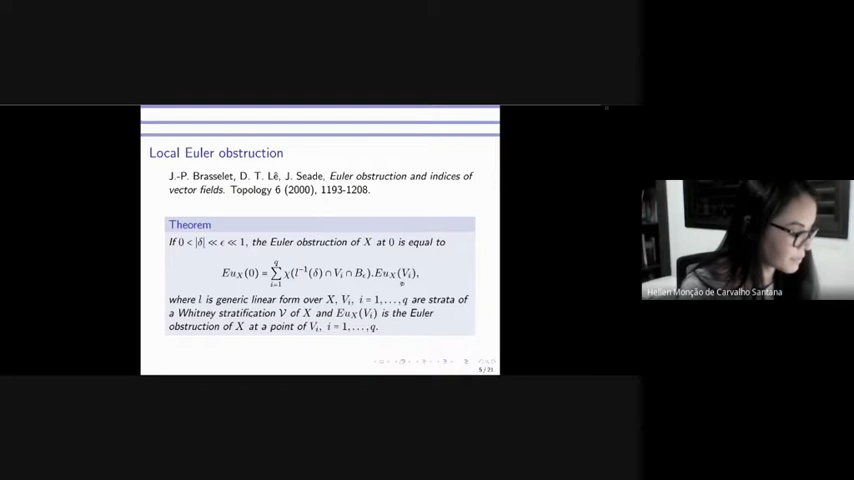 Local Euler obstruction
J.-P. Brasselet, D. T. Lê, J. Seade, Euler obstruction and indices of
vector fields. Topology 6 (2000), 1193-1208.
Theorem
If 0 < |δ| ≪ ϵ ≪ 1, the Euler obstruction of X at 0 is equal to
Eu_X(0) = ∑_{i=1}^{q} χ(l^{-1}(δ) ∩ V_i ∩ B_ϵ).Eu_X(V_i),
where l is generic linear form over X, V_i, i = 1, . . . , q are strata of
a Whitney stratification 𝒱 of X and Eu_X(V_i) is the Euler
obstruction of X at a point of V_i, i = 1, . . . , q.
5 / 21
Hellen Monção de Carvalho Santana